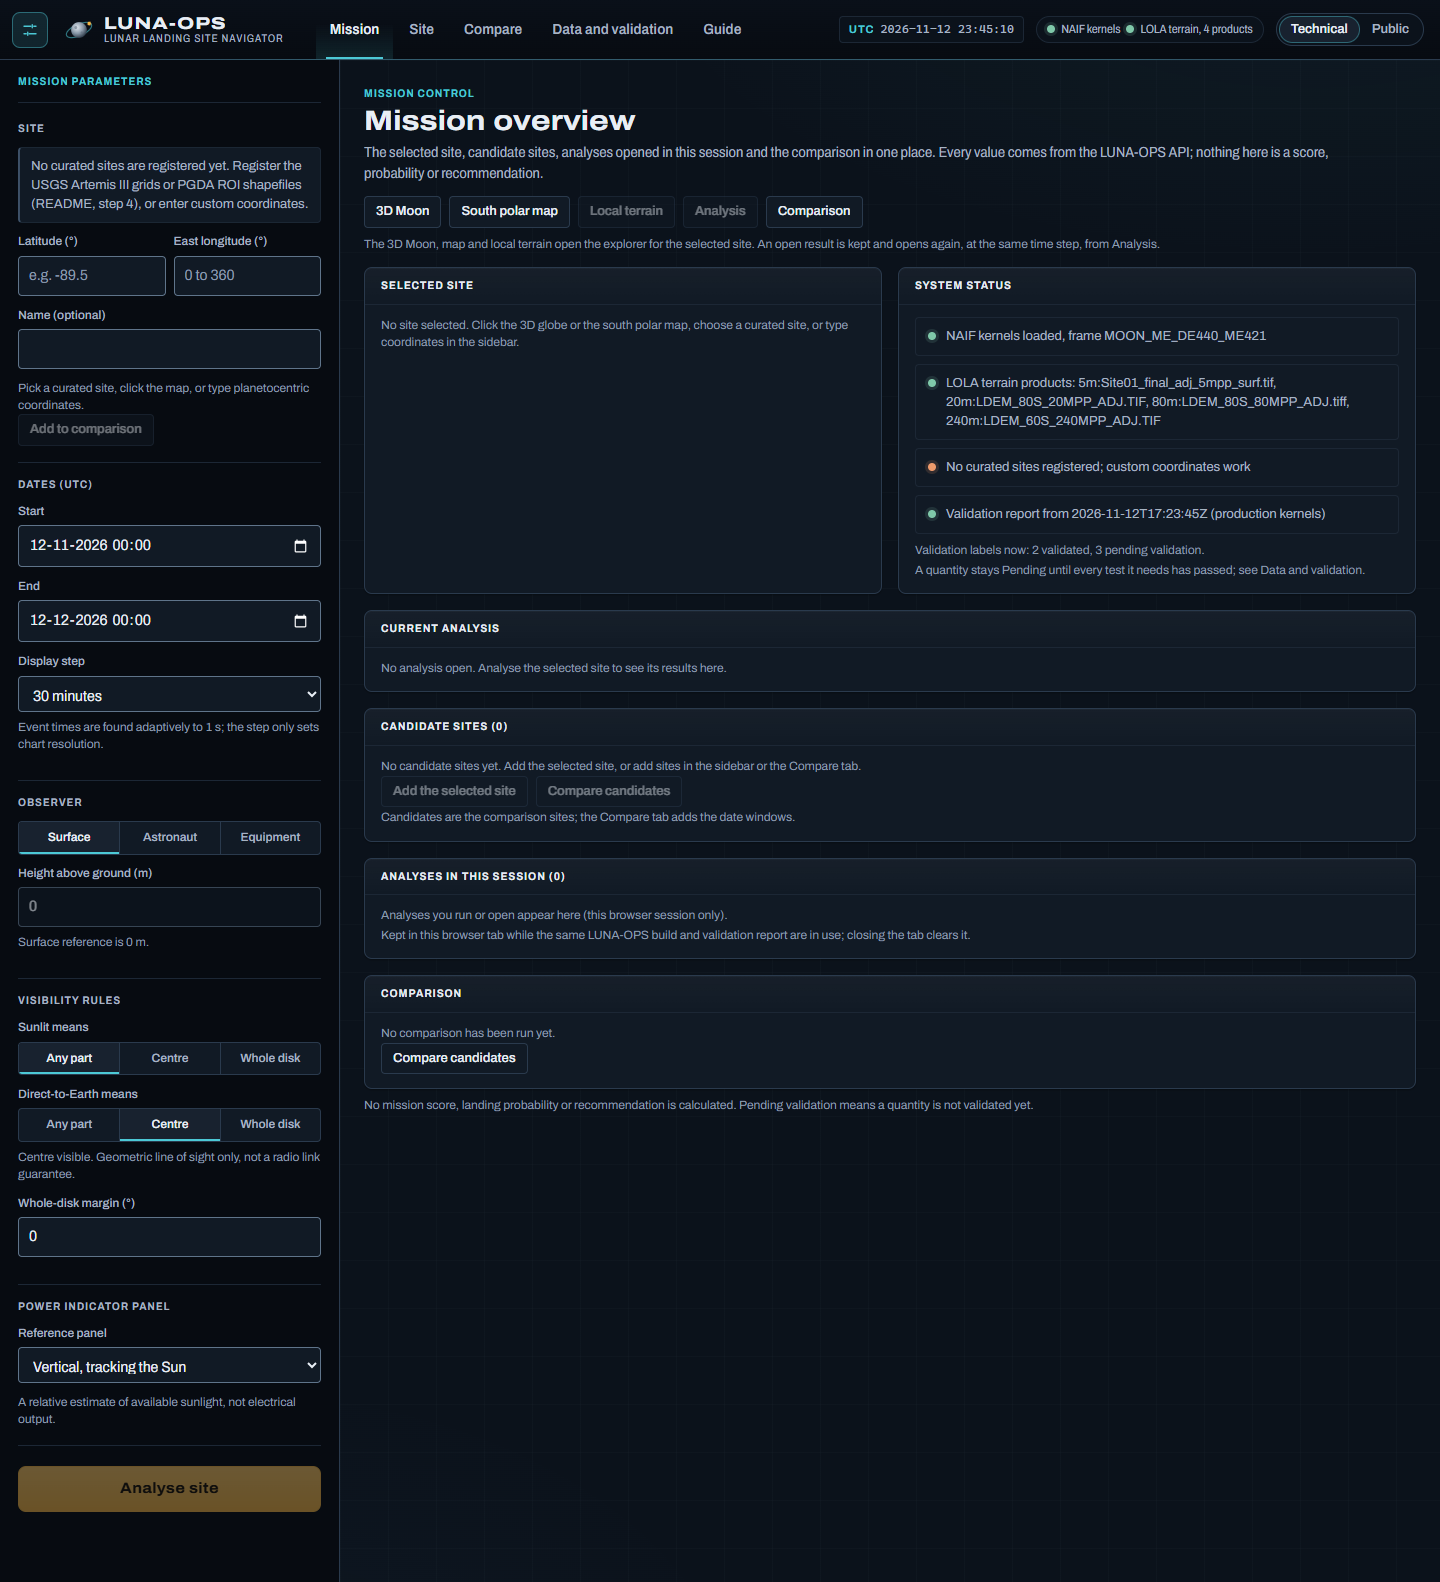 LUNA-OPS
LUNAR LANDING SITE NAVIGATOR
Mission
Site
Compare
Data and validation
Guide
UTC 2026-11-12 23:45:10
NAIF kernels
LOLA terrain, 4 products
Technical
Public
MISSION PARAMETERS
SITE
No curated sites are registered yet. Register the
USGS Artemis III grids or PGDA ROI shapefiles
(README, step 4), or enter custom coordinates.
Latitude (°)
East longitude (°)
e.g. -89.5
0 to 360
Name (optional)
Pick a curated site, click the map, or type planetocentric
coordinates.
Add to comparison
DATES (UTC)
Start
12-11-2026 00:00
End
12-12-2026 00:00
Display step
30 minutes
Event times are found adaptively to 1 s; the step only sets
chart resolution.
OBSERVER
Surface
Astronaut
Equipment
Height above ground (m)
0
Surface reference is 0 m.
VISIBILITY RULES
Sunlit means
Any part
Centre
Whole disk
Direct-to-Earth means
Any part
Centre
Whole disk
Centre visible. Geometric line of sight only, not a radio link
guarantee.
Whole-disk margin (°)
0
POWER INDICATOR PANEL
Reference panel
Vertical, tracking the Sun
A relative estimate of available sunlight, not electrical
output.
Analyse site
MISSION CONTROL
Mission overview
The selected site, candidate sites, analyses opened in this session and the comparison in one place. Every value comes from the LUNA-OPS API; nothing here is a score,
probability or recommendation.
3D Moon
South polar map
Local terrain
Analysis
Comparison
The 3D Moon, map and local terrain open the explorer for the selected site. An open result is kept and opens again, at the same time step, from Analysis.
SELECTED SITE
No site selected. Click the 3D globe or the south polar map, choose a curated site, or type
coordinates in the sidebar.
SYSTEM STATUS
NAIF kernels loaded, frame MOON_ME_DE440_ME421
LOLA terrain products: 5m:Site01_final_adj_5mpp_surf.tif,
20m:LDEM_80S_20MPP_ADJ.TIF, 80m:LDEM_80S_80MPP_ADJ.tiff,
240m:LDEM_60S_240MPP_ADJ.TIF
No curated sites registered; custom coordinates work
Validation report from 2026-11-12T17:23:45Z (production kernels)
Validation labels now: 2 validated, 3 pending validation.
A quantity stays Pending until every test it needs has passed; see Data and validation.
CURRENT ANALYSIS
No analysis open. Analyse the selected site to see its results here.
CANDIDATE SITES (0)
No candidate sites yet. Add the selected site, or add sites in the sidebar or the Compare tab.
Add the selected site
Compare candidates
Candidates are the comparison sites; the Compare tab adds the date windows.
ANALYSES IN THIS SESSION (0)
Analyses you run or open appear here (this browser session only).
Kept in this browser tab while the same LUNA-OPS build and validation report are in use; closing the tab clears it.
COMPARISON
No comparison has been run yet.
Compare candidates
No mission score, landing probability or recommendation is calculated. Pending validation means a quantity is not validated yet.